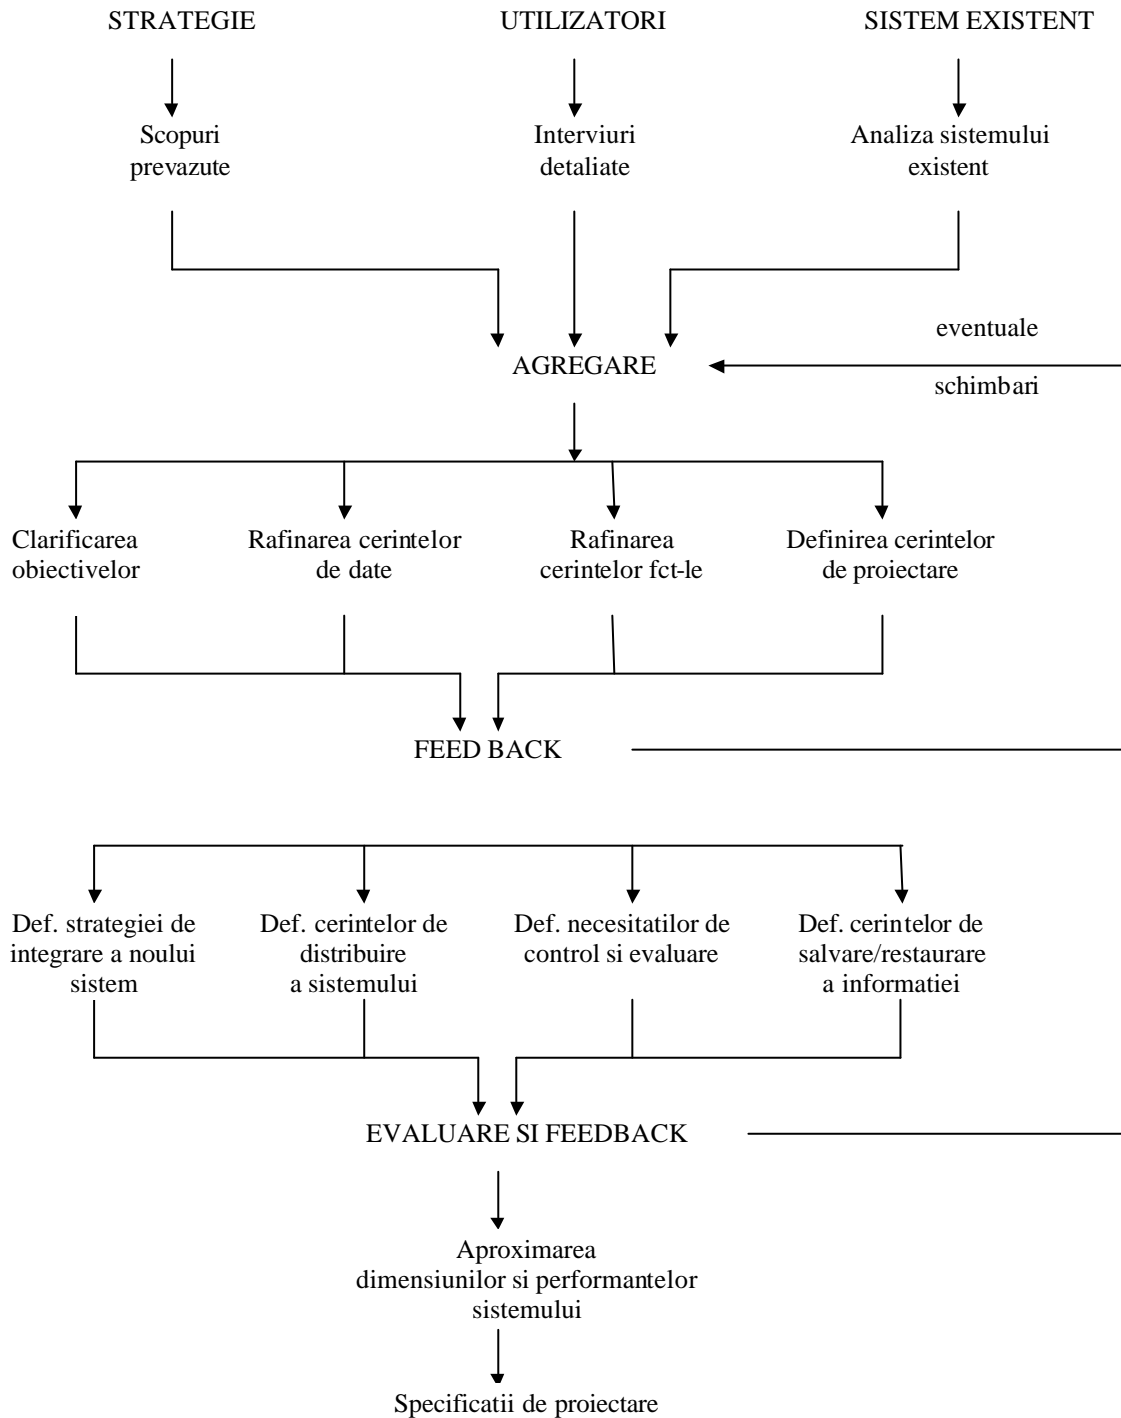 STRATEGIE
UTILIZATORI
SISTEM EXISTENT
Scopuri
prevazute
Interviuri
detaliate
Analiza sistemului
existent
eventuale
AGREGARE
schimbari
Clarificarea
obiectivelor
Rafinarea cerintelor
de date
Rafinarea
cerintelor fct-le
Definirea cerintelor
de proiectare
FEED BACK
Def. strategiei de
integrare a noului
sistem
Def. cerintelor de
distribuire
a sistemului
Def. necesitatilor de
control si evaluare
Def. cerintelor de
salvare/restaurare
a informatiei
EVALUARE SI FEEDBACK
Aproximarea
dimensiunilor si performantelor
sistemului
Specificatii de proiectare